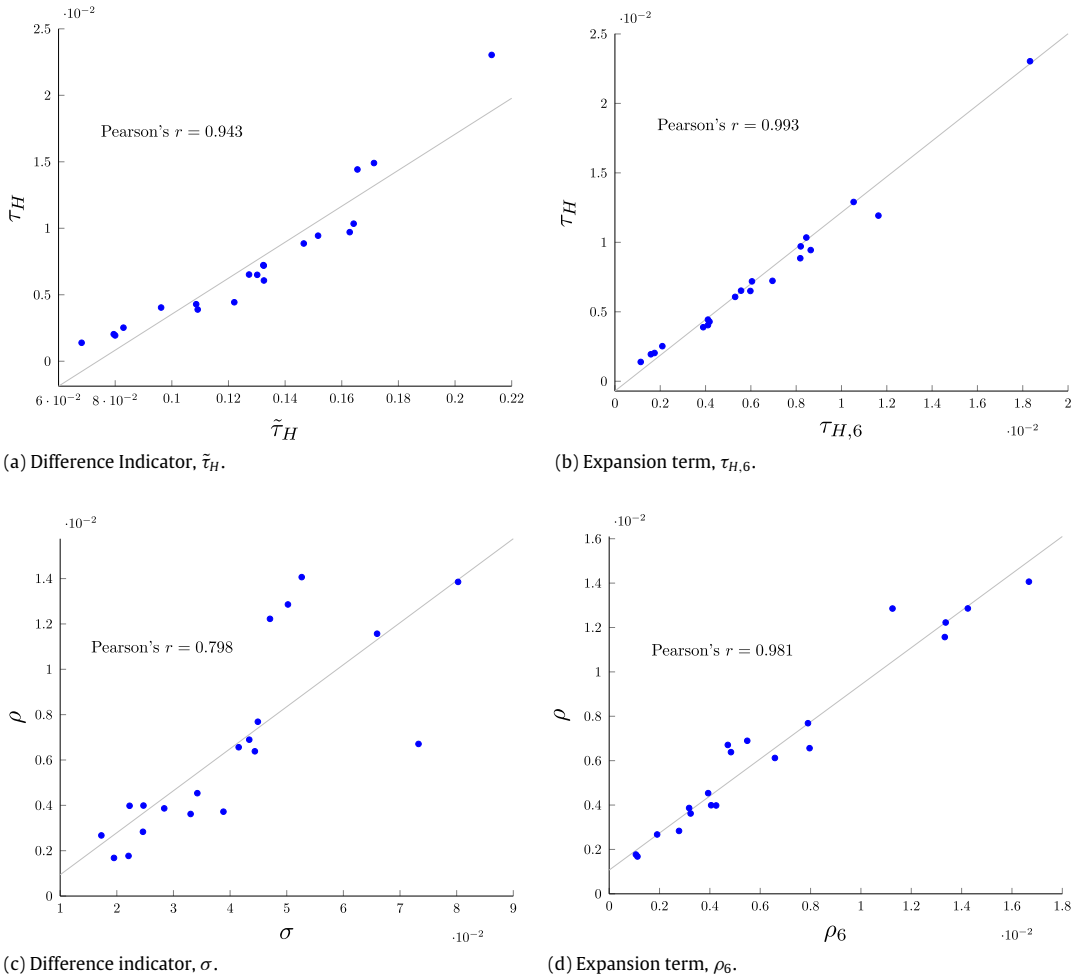 ·10⁻²
2.5
2
1.5
1
0.5
0
τ_H
Pearson's r = 0.943
6·10⁻² 8·10⁻² 0.1 0.12 0.14 0.16 0.18 0.2 0.22
τ̃_H
(a) Difference Indicator, τ̃_H.
·10⁻²
2.5
2
1.5
1
0.5
0
τ_H
Pearson's r = 0.993
0 0.2 0.4 0.6 0.8 1 1.2 1.4 1.6 1.8 2
τ_{H,6}
·10⁻²
(b) Expansion term, τ_{H,6}.
·10⁻²
1.4
1.2
1
0.8
0.6
0.4
0.2
0
ρ
Pearson's r = 0.798
1 2 3 4 5 6 7 8 9
σ
·10⁻²
(c) Difference indicator, σ.
·10⁻²
1.6
1.4
1.2
1
0.8
0.6
0.4
0.2
0
ρ
Pearson's r = 0.981
0 0.2 0.4 0.6 0.8 1 1.2 1.4 1.6 1.8
ρ₆
·10⁻²
(d) Expansion term, ρ₆.